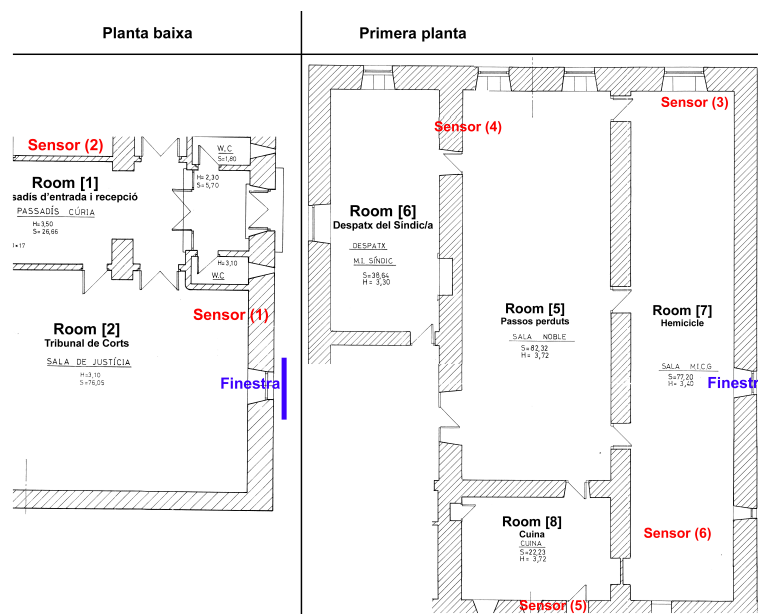 Planta baixa
Primera planta
Sensor (2)
W.C
S=1,80
Room [1]
sadís d'entrada i recepció
PASSADÍS CÚRIA
H=3,50
S=26,66
1×17
H=2,30
S=5,70
H=3,10
W.C
Sensor (1)
Room [2]
Tribunal de Corts
SALA DE JUSTÍCIA
H=3,10
S=76,05
Finestra
Sensor (3)
Sensor (4)
Room [6]
Despatx del Síndic/a
DESPATX
M.I. SÍNDIC
S=38,64
H= 3,30
Room [5]
Passos perduts
SALA NOBLE
S=82,32
H= 3,72
Room [7]
Hemicicle
SALA M.I.C.G
S=77,20
H= 3,40
Finestr
Room [8]
Cuina
CUINA
S=22,23
H= 3,72
Sensor (6)
Sensor (5)